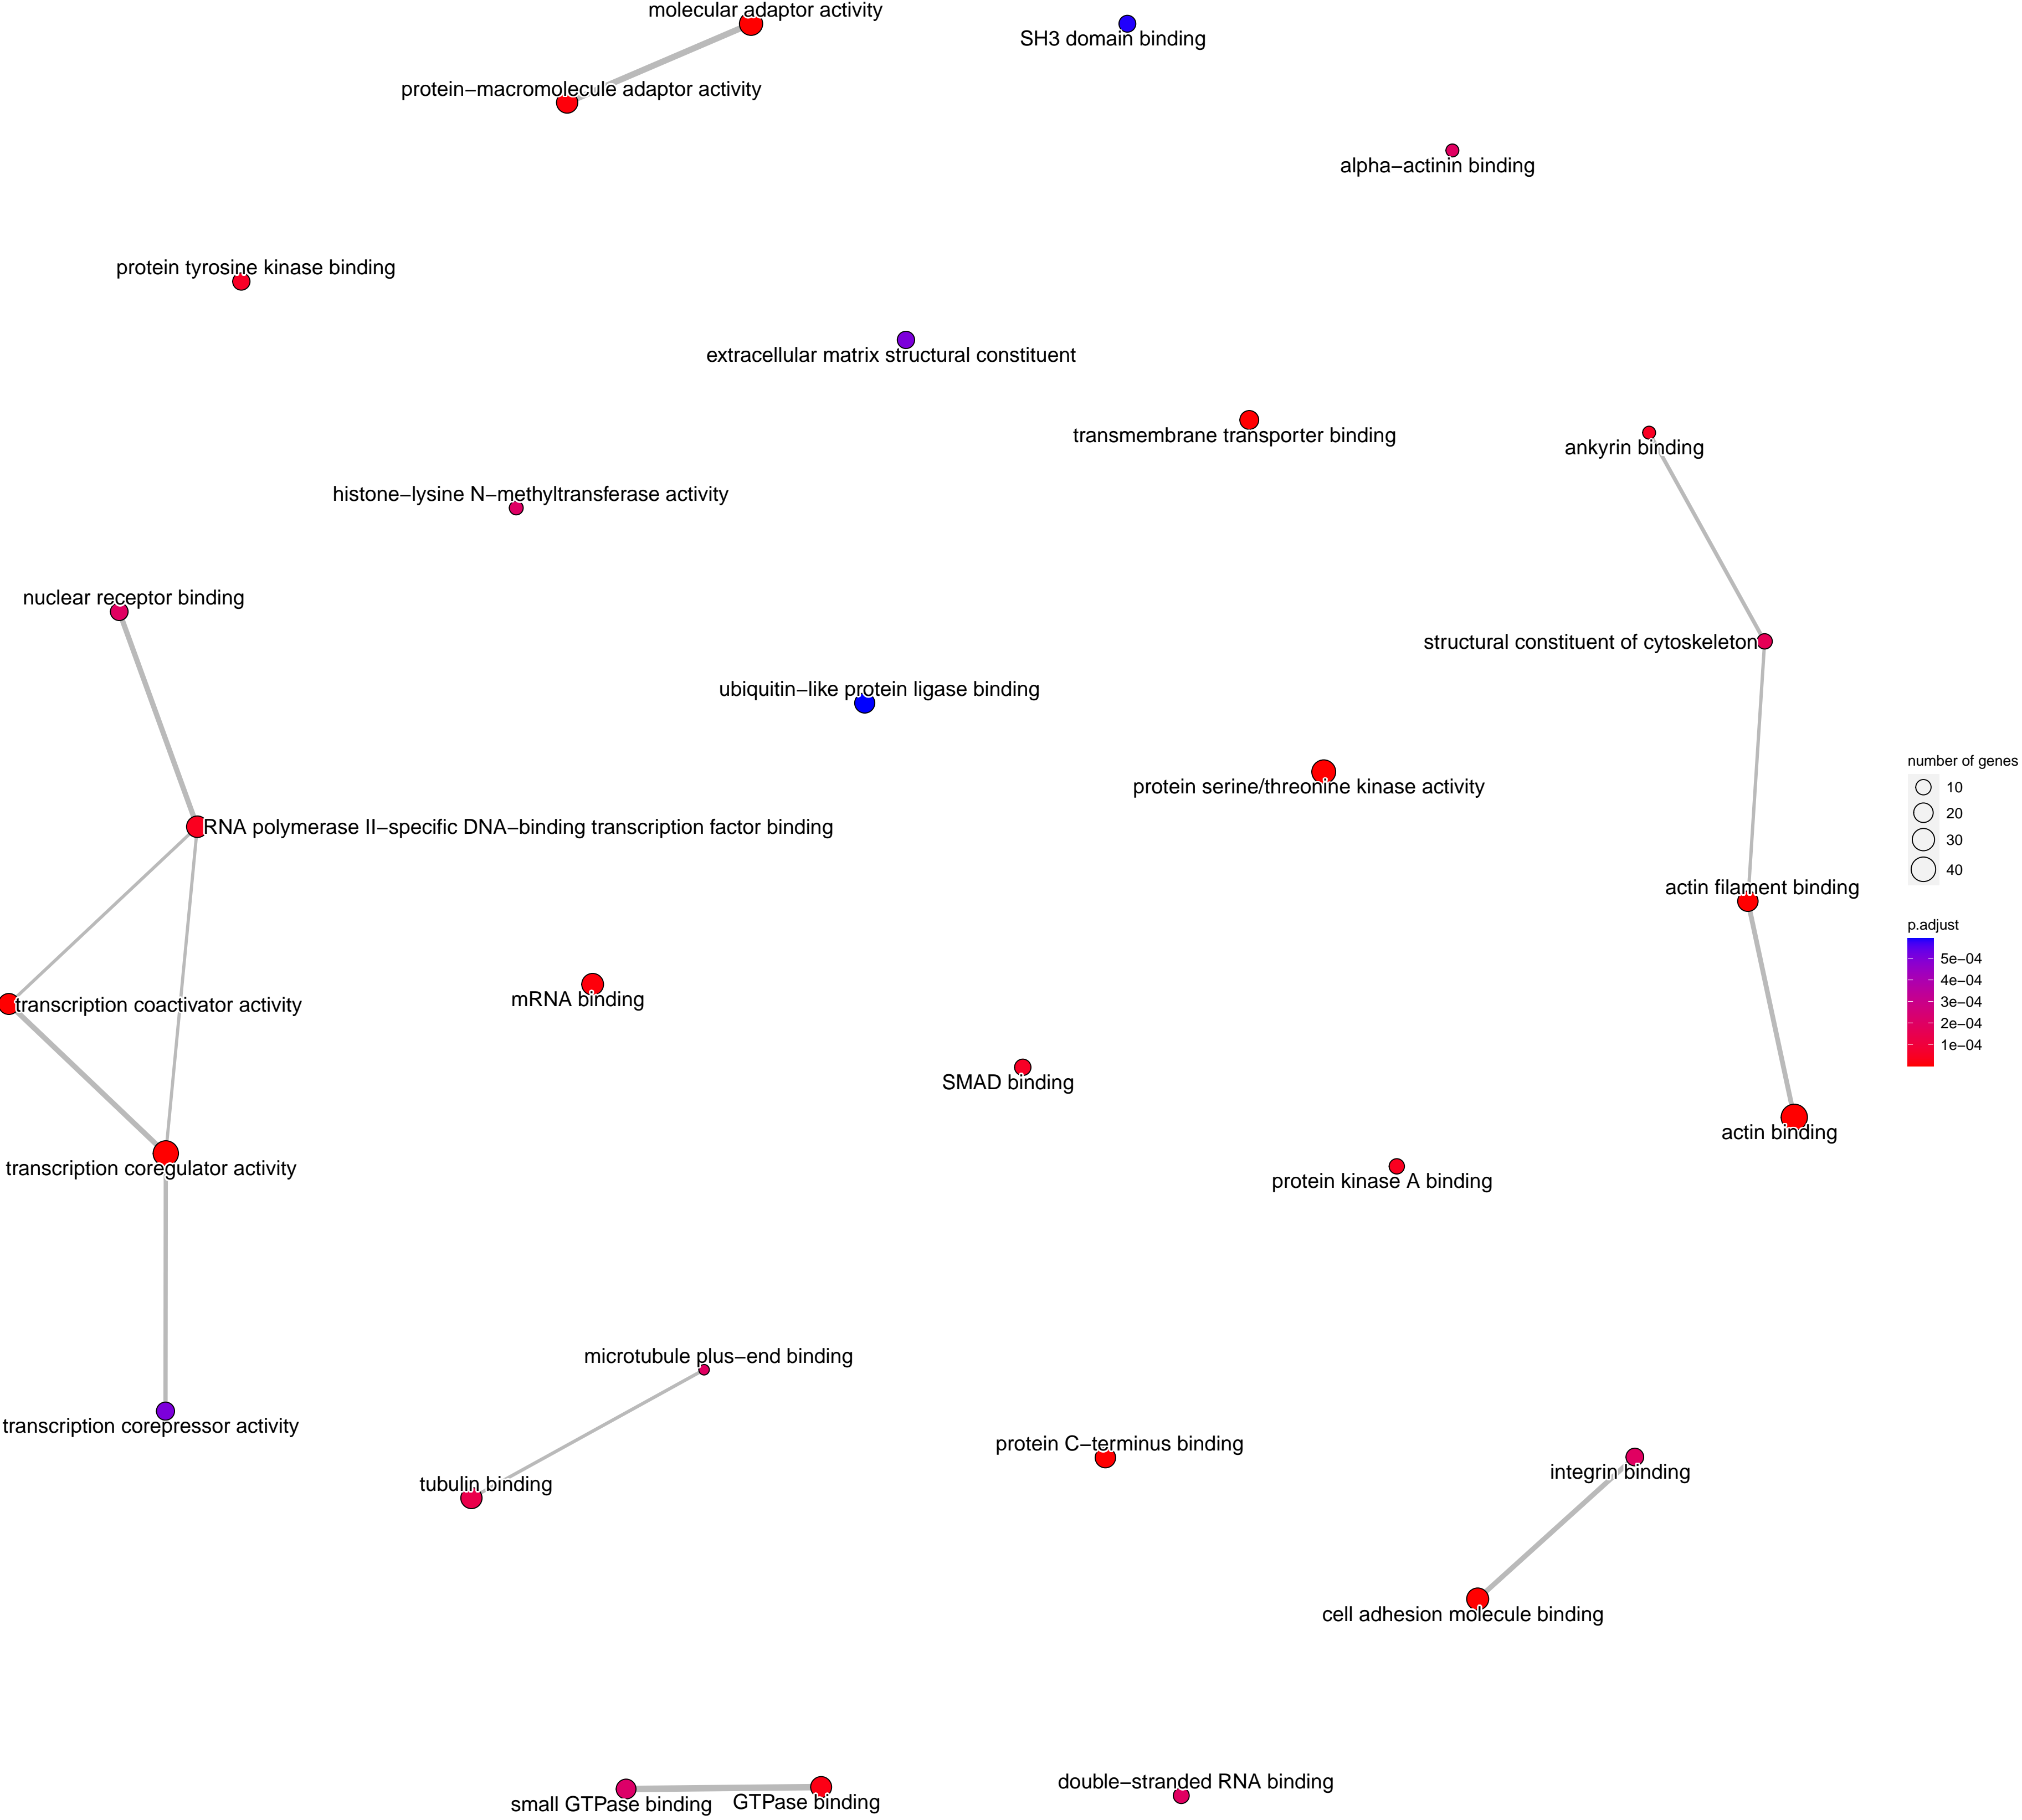 molecular adaptor activity
SH3 domain binding
protein−macromolecule adaptor activity
alpha−actinin binding
protein tyrosine kinase binding
extracellular matrix structural constituent
transmembrane transporter binding
ankyrin binding
histone−lysine N−methyltransferase activity
nuclear receptor binding
structural constituent of cytoskeleton
ubiquitin−like protein ligase binding
protein serine/threonine kinase activity
RNA polymerase II−specific DNA−binding transcription factor binding
actin filament binding
transcription coactivator activity
mRNA binding
SMAD binding
actin binding
transcription coregulator activity
protein kinase A binding
microtubule plus−end binding
transcription corepressor activity
protein C−terminus binding
integrin binding
tubulin binding
cell adhesion molecule binding
double−stranded RNA binding
small GTPase binding
GTPase binding
number of genes
10
20
30
40
p.adjust
5e−04
4e−04
3e−04
2e−04
1e−04